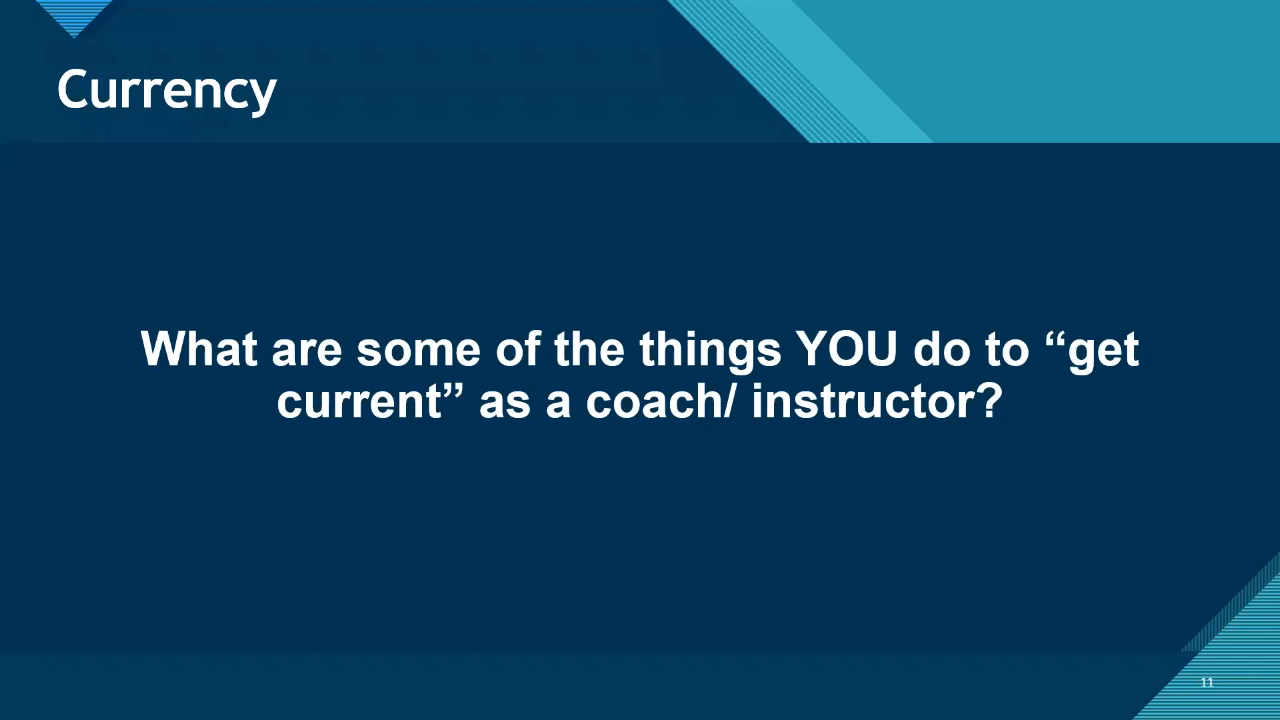 Currency
What are some of the things YOU do to “get
current” as a coach/ instructor?
11